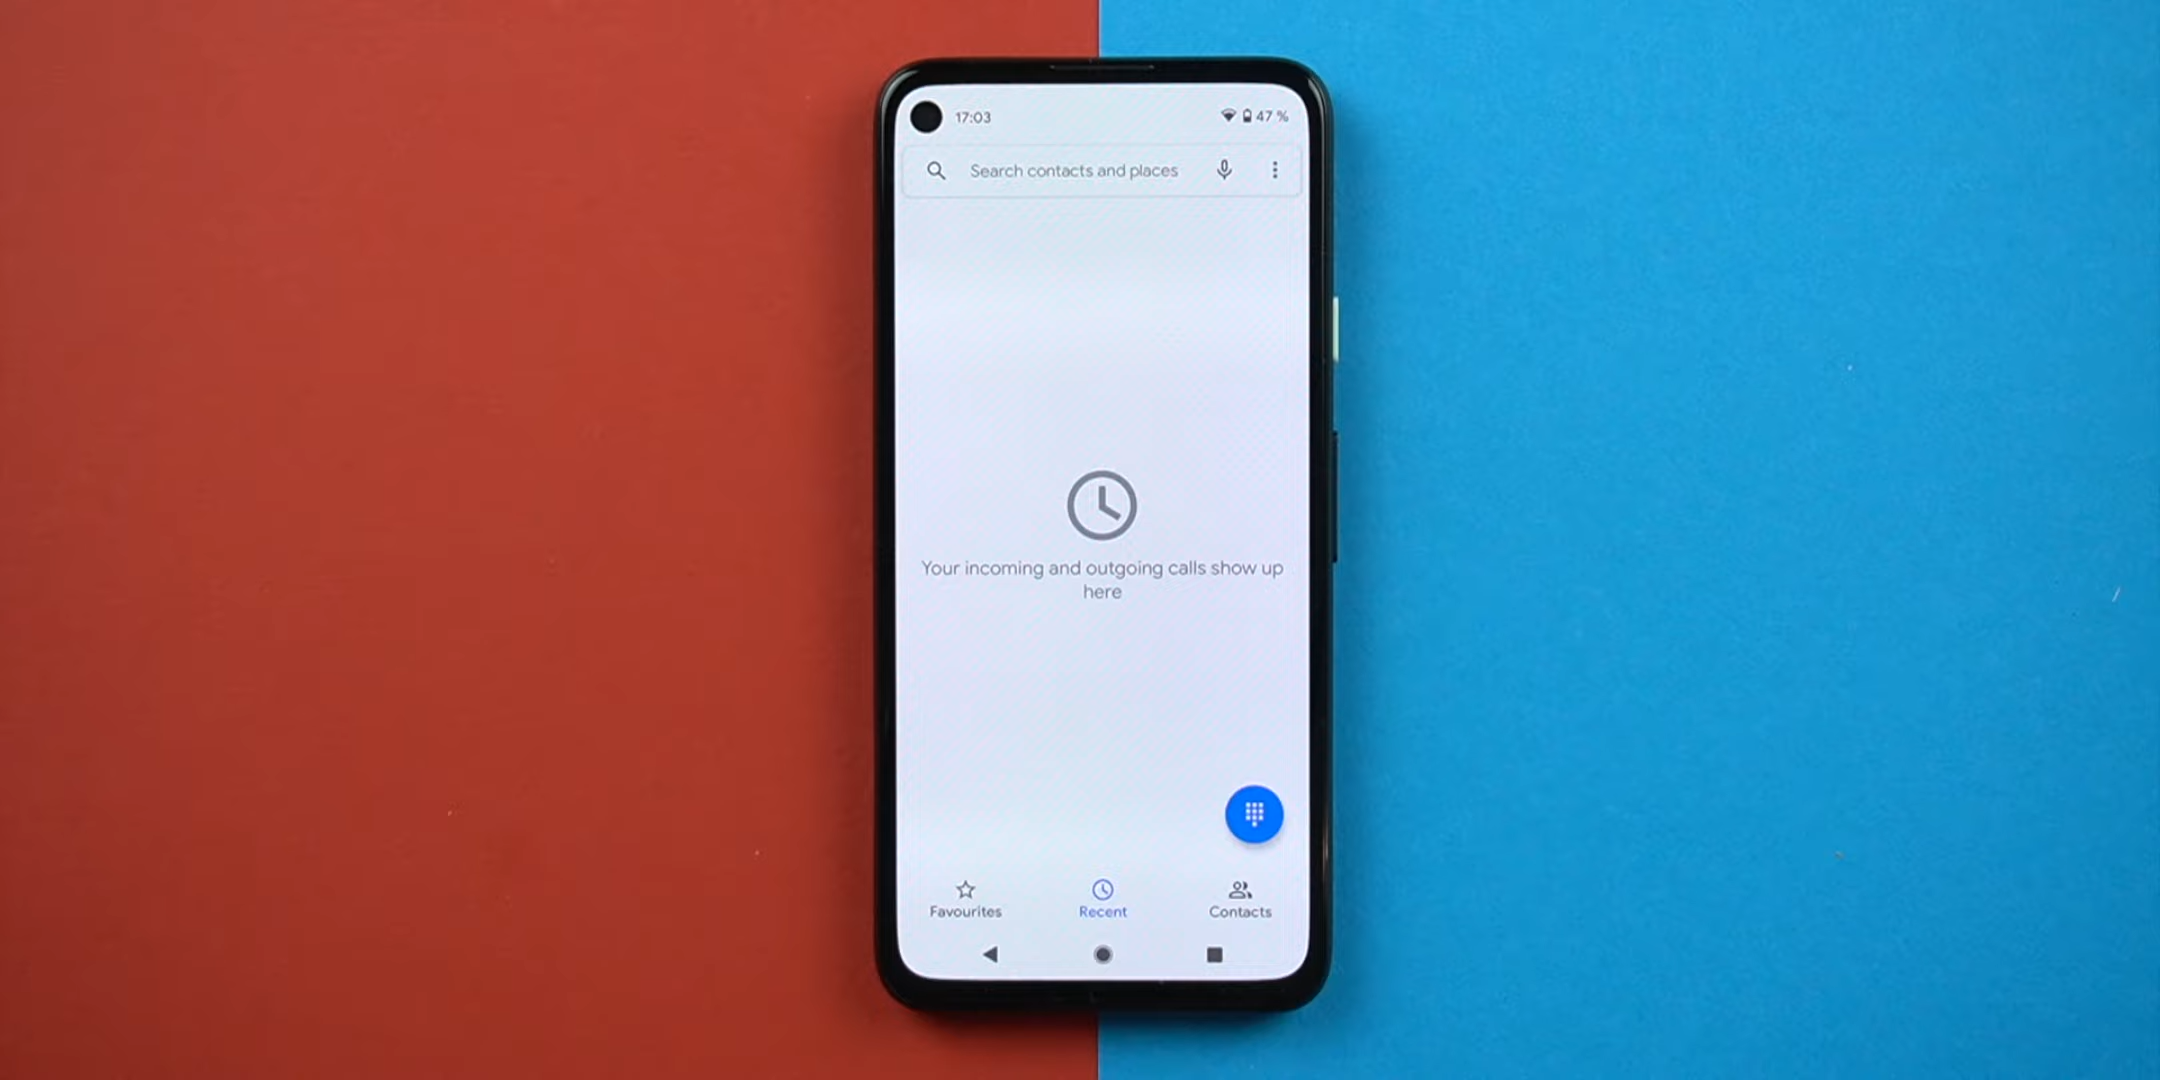 17:03
47 %
Search contacts and places
Your incoming and outgoing calls show up
here
Favourites
Recent
Contacts